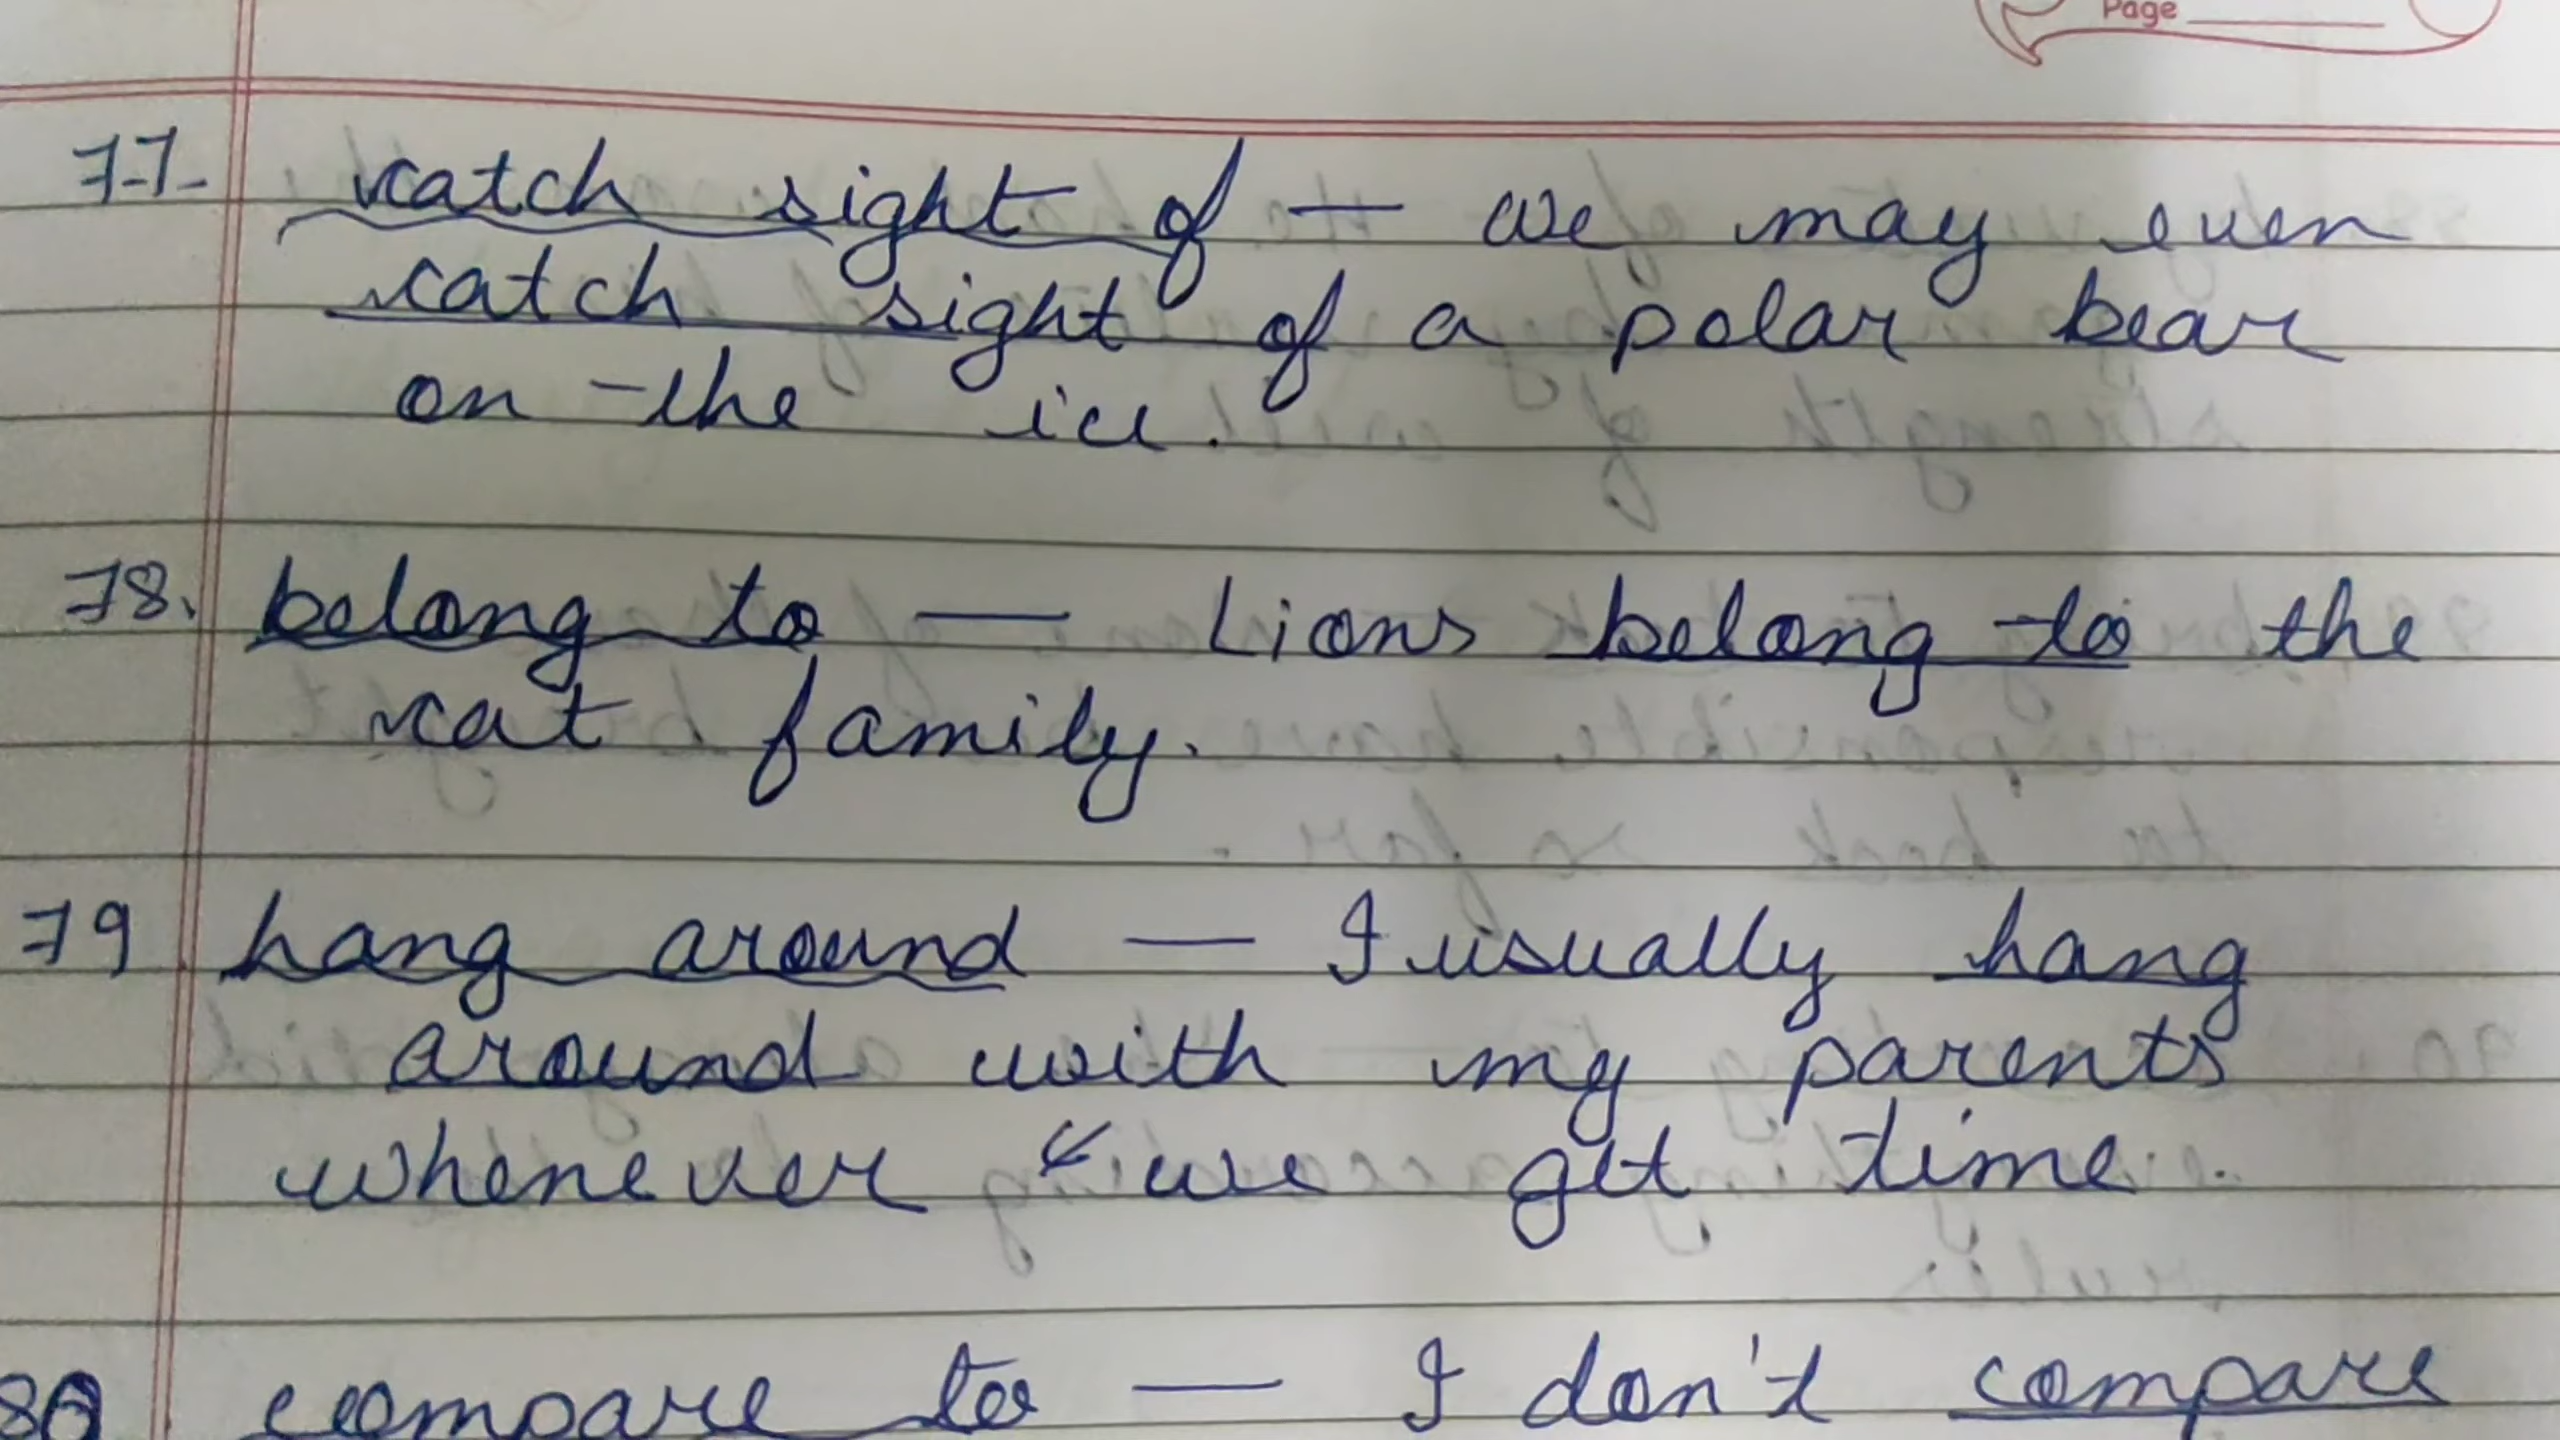 Page
77. catch sight of — we may even
catch sight of a polar bear
on the ice.
78. belong to — Lions belong to the
cat family.
79 hang around — I usually hang
around with my parents
whenever we get time.
80 compare to — I don't compare